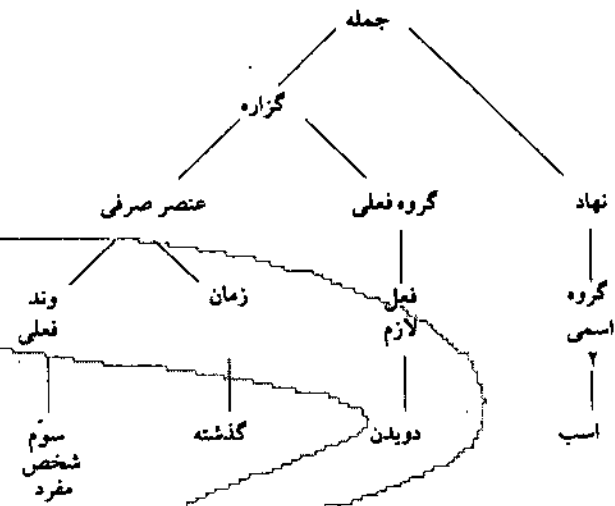 جمله
گزاره
نهاد
گروه فعلی
عنصر صرفی
گروه
اسمی
۲
فعل
لازم
زمان
وند
فعلی
اسب
دویدن
گذشته
سوّم
شخص
مفرد